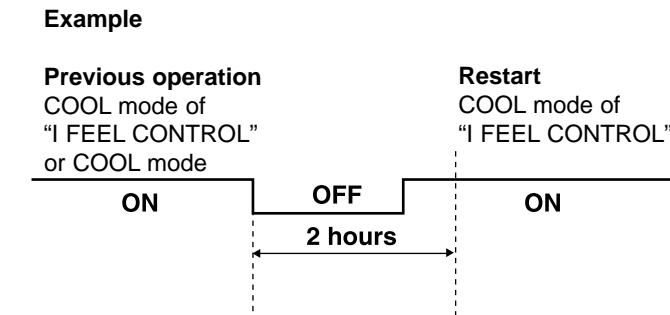 Example
Previous operation
COOL mode of
“I FEEL CONTROL”
or COOL mode
Restart
COOL mode of
“I FEEL CONTROL”
ON
OFF
ON
2 hours